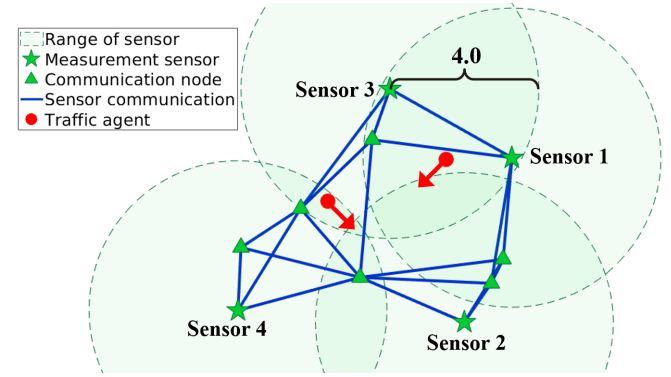 Range of sensor
Measurement sensor
Communication node
Sensor communication
Traffic agent
4.0
Sensor 3
Sensor 1
Sensor 4
Sensor 2